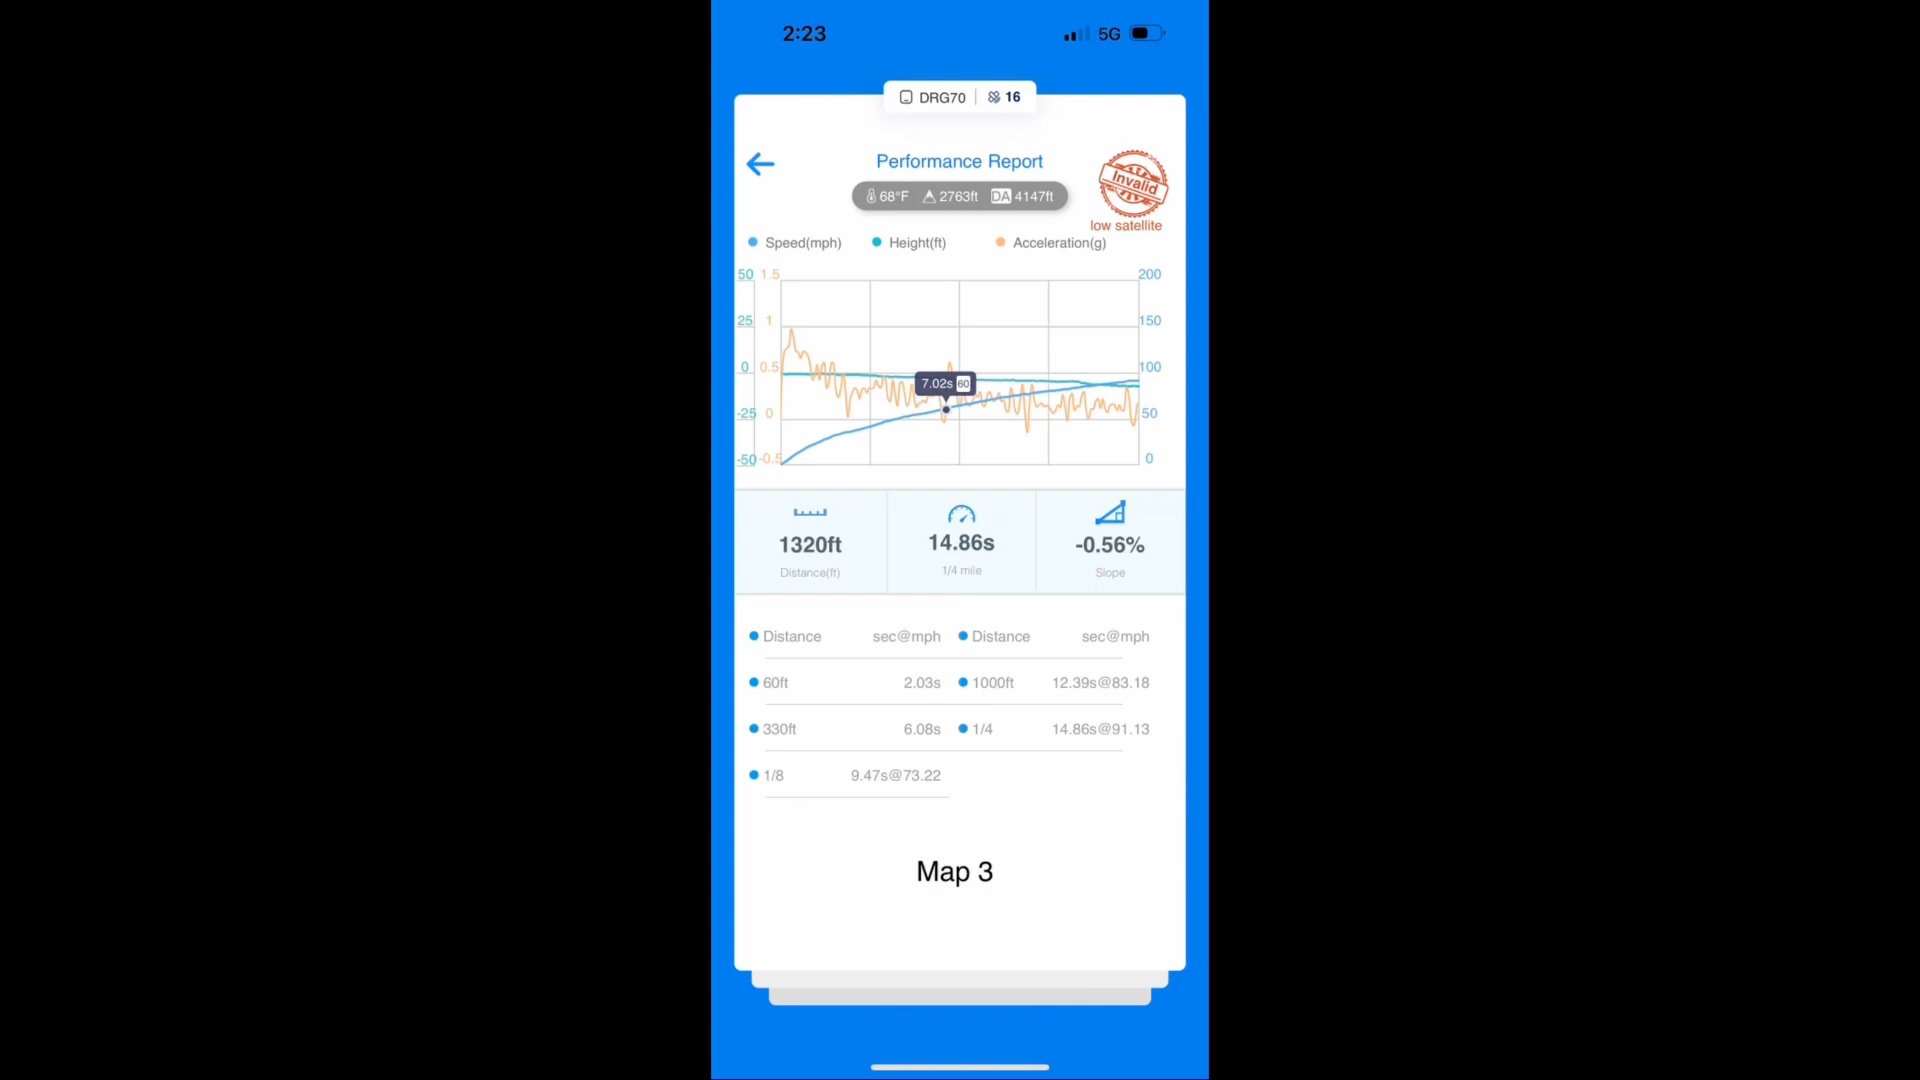 2:23 5G
DRG70 16
Performance Report
Invalid
68°F 2763ft DA 4147ft
low satellite
Speed(mph) Height(ft) Acceleration(g)
50 1.5 200
25 1 150
7.02s 60
0 0.5 100
-25 0 50
-50 -0.5 0
1320ft 14.86s -0.56%
Distance(ft) 1/4 mile Slope
Distance sec@mph Distance sec@mph
60ft 2.03s 1000ft 12.39s@83.18
330ft 6.08s 1/4 14.86s@91.13
1/8 9.47s@73.22
Map 3